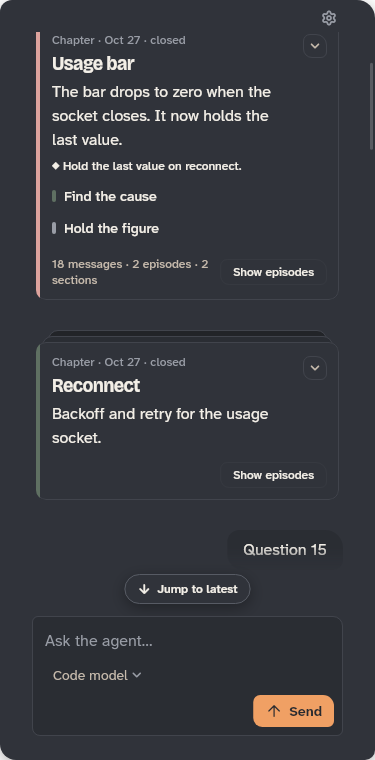 Chapter · Oct 27 · closed
Usage bar
The bar drops to zero when the
socket closes. It now holds the
last value.
◆ Hold the last value on reconnect.
Find the cause
Hold the figure
18 messages · 2 episodes · 2
sections
Show episodes
Chapter · Oct 27 · closed
Reconnect
Backoff and retry for the usage
socket.
Show episodes
Question 15
Jump to latest
Ask the agent...
Code model
Send